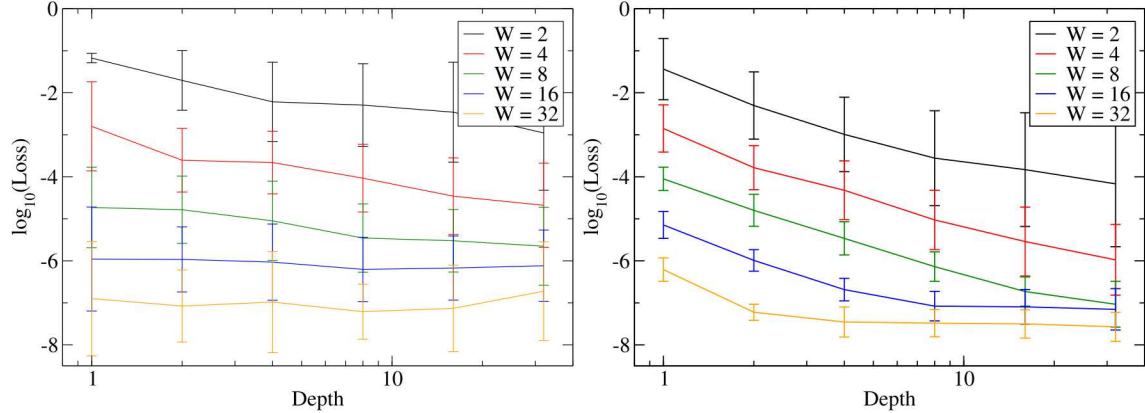 0
-2
-4
-6
-8
log10(Loss)
1
10
Depth
W = 2
W = 4
W = 8
W = 16
W = 32
0
-2
-4
-6
-8
log10(Loss)
1
10
Depth
W = 2
W = 4
W = 8
W = 16
W = 32